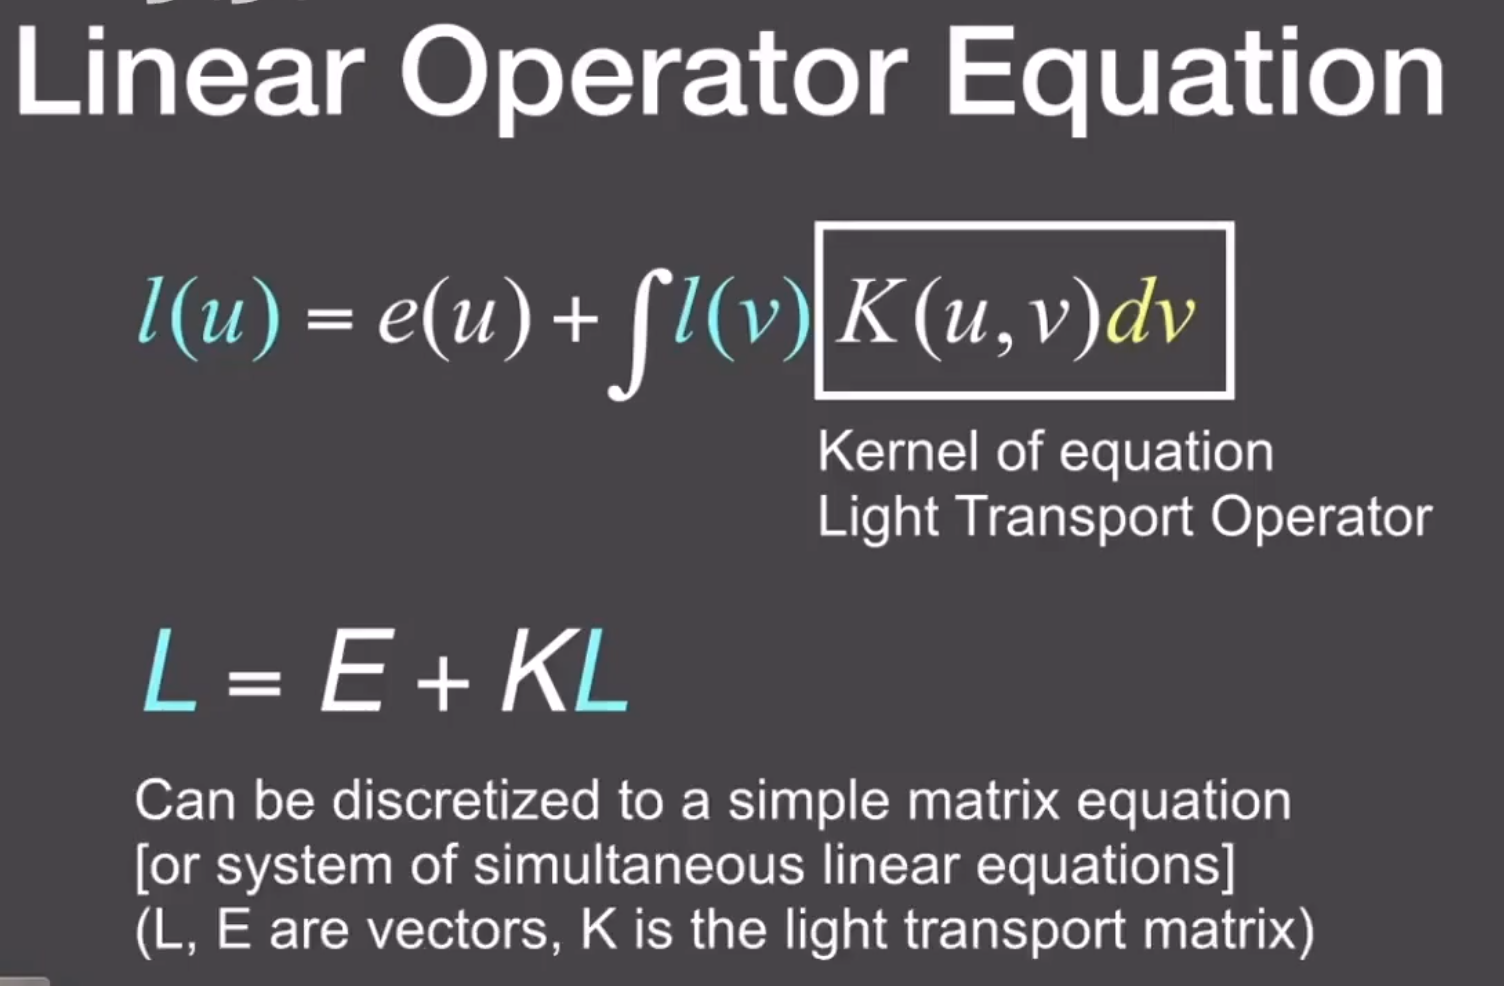 Linear Operator Equation
l(u) = e(u) + ∫ l(v) K(u, v)dv
Kernel of equation
Light Transport Operator
L = E + KL
Can be discretized to a simple matrix equation
[or system of simultaneous linear equations]
(L, E are vectors, K is the light transport matrix)